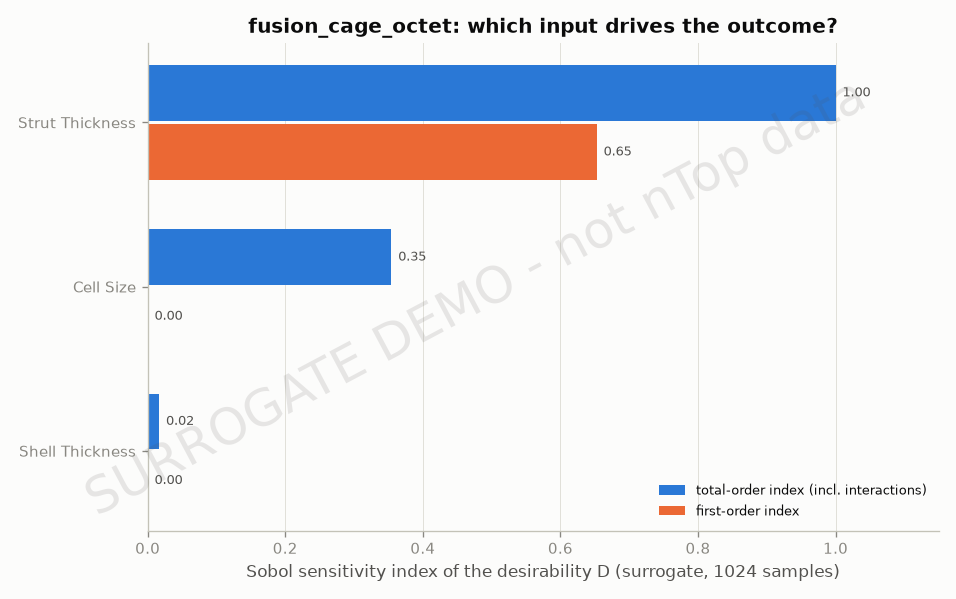 fusion_cage_octet: which input drives the outcome?
Strut Thickness
1.00
0.65
Cell Size
0.35
0.00
Shell Thickness
0.02
0.00
SURROGATE DEMO - not nTop data
total-order index (incl. interactions)
first-order index
0.0 0.2 0.4 0.6 0.8 1.0
Sobol sensitivity index of the desirability D (surrogate, 1024 samples)